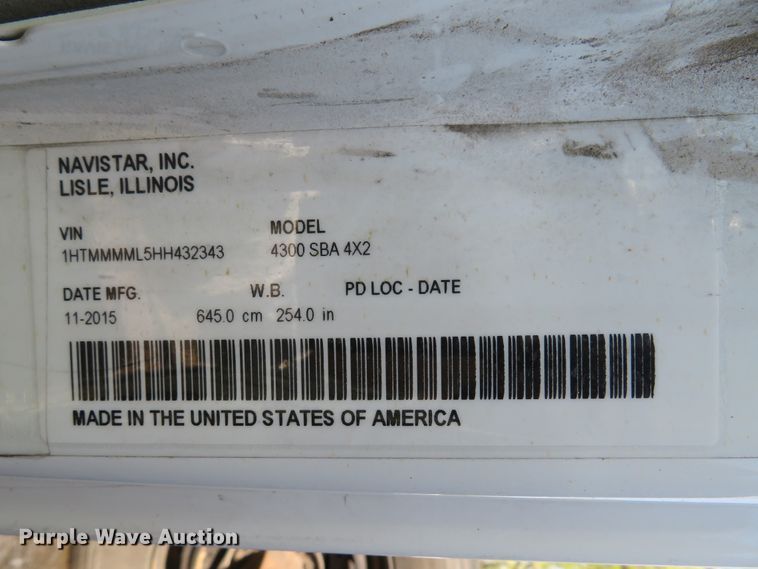 NAVISTAR, INC.
LISLE, ILLINOIS
VIN MODEL
1HTMMMML5HH432343 4300 SBA 4X2
DATE MFG. W.B. PD LOC - DATE
11-2015 645.0 cm 254.0 in
MADE IN THE UNITED STATES OF AMERICA
Purple Wave Auction